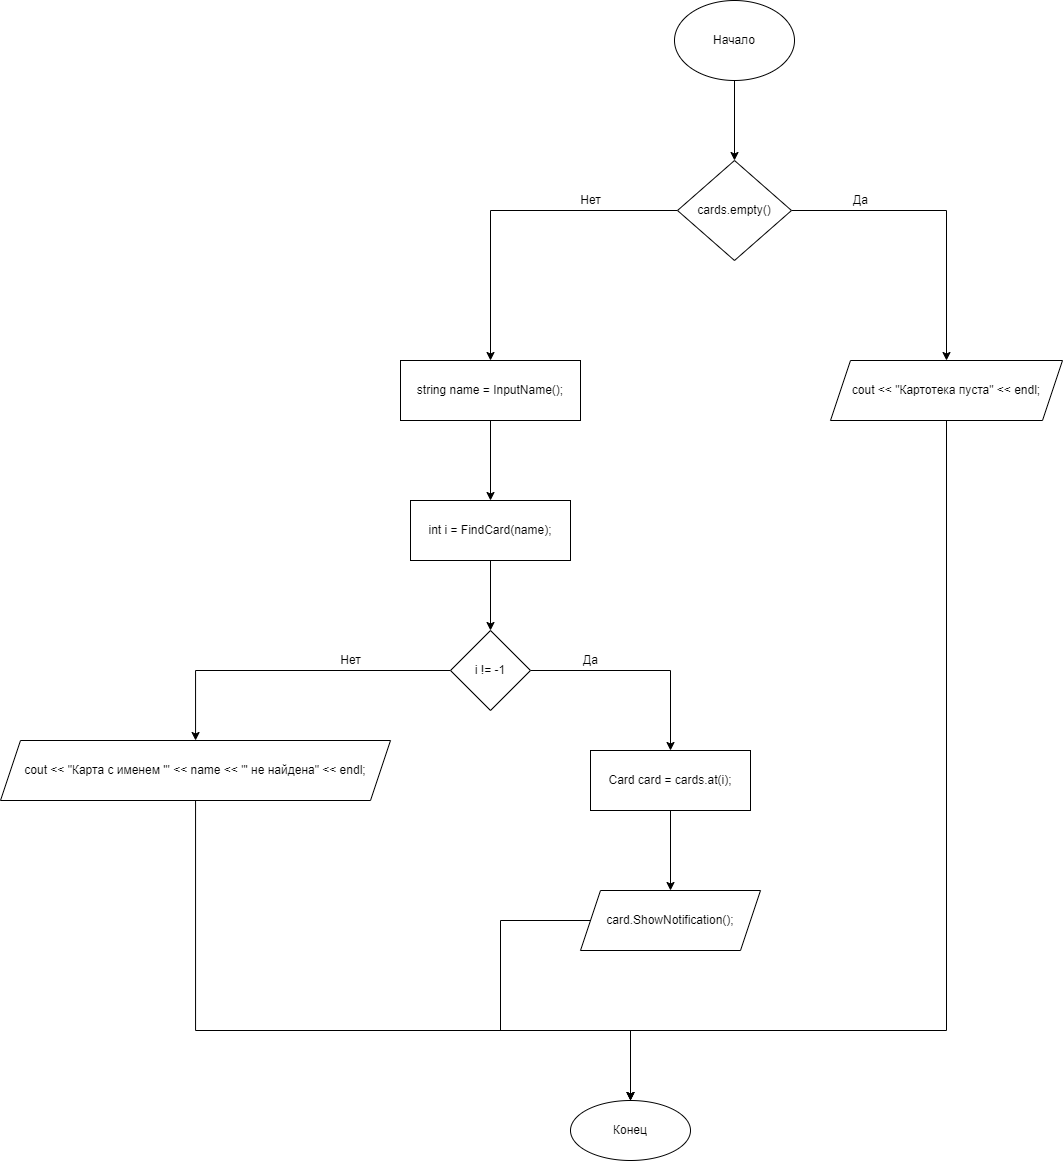 Начало
cards.empty()
Нет
Да
string name = InputName();
cout << "Картотека пуста" << endl;
int i = FindCard(name);
i != -1
Нет
Да
cout << "Карта с именем '" << name << "' не найдена" << endl;
Card card = cards.at(i);
card.ShowNotification();
Конец